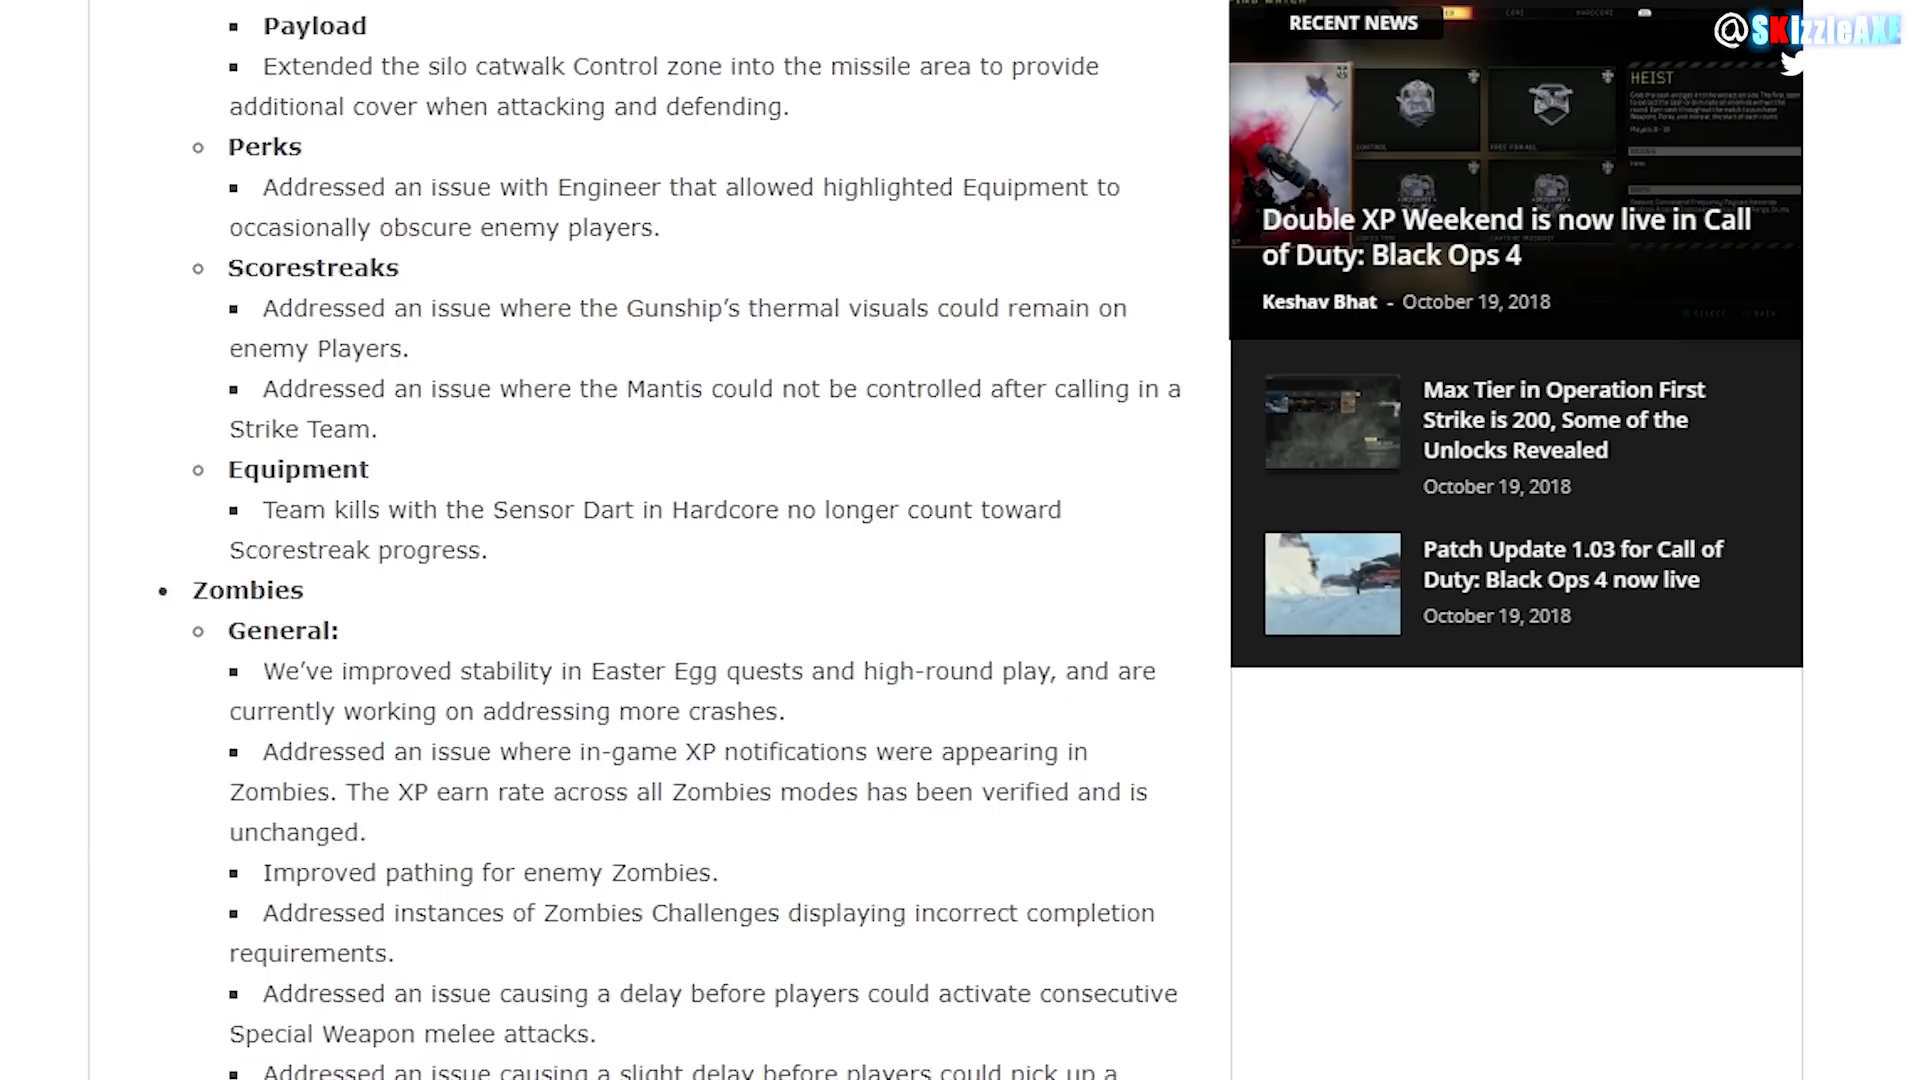 Payload
Extended the silo catwalk Control zone into the missile area to provide
additional cover when attacking and defending.
Perks
Addressed an issue with Engineer that allowed highlighted Equipment to
occasionally obscure enemy players.
Scorestreaks
Addressed an issue where the Gunship’s thermal visuals could remain on
enemy Players.
Addressed an issue where the Mantis could not be controlled after calling in a
Strike Team.
Equipment
Team kills with the Sensor Dart in Hardcore no longer count toward
Scorestreak progress.
Zombies
General:
We’ve improved stability in Easter Egg quests and high-round play, and are
currently working on addressing more crashes.
Addressed an issue where in-game XP notifications were appearing in
Zombies. The XP earn rate across all Zombies modes has been verified and is
unchanged.
Improved pathing for enemy Zombies.
Addressed instances of Zombies Challenges displaying incorrect completion
requirements.
Addressed an issue causing a delay before players could activate consecutive
Special Weapon melee attacks.
Addressed an issue causing a slight delay before players could pick up a
RECENT NEWS
@SKizzleAXE
HEIST
CONTROL
FREE FOR ALL
Double XP Weekend is now live in Call
of Duty: Black Ops 4
Keshav Bhat - October 19, 2018
Max Tier in Operation First
Strike is 200, Some of the
Unlocks Revealed
October 19, 2018
Patch Update 1.03 for Call of
Duty: Black Ops 4 now live
October 19, 2018